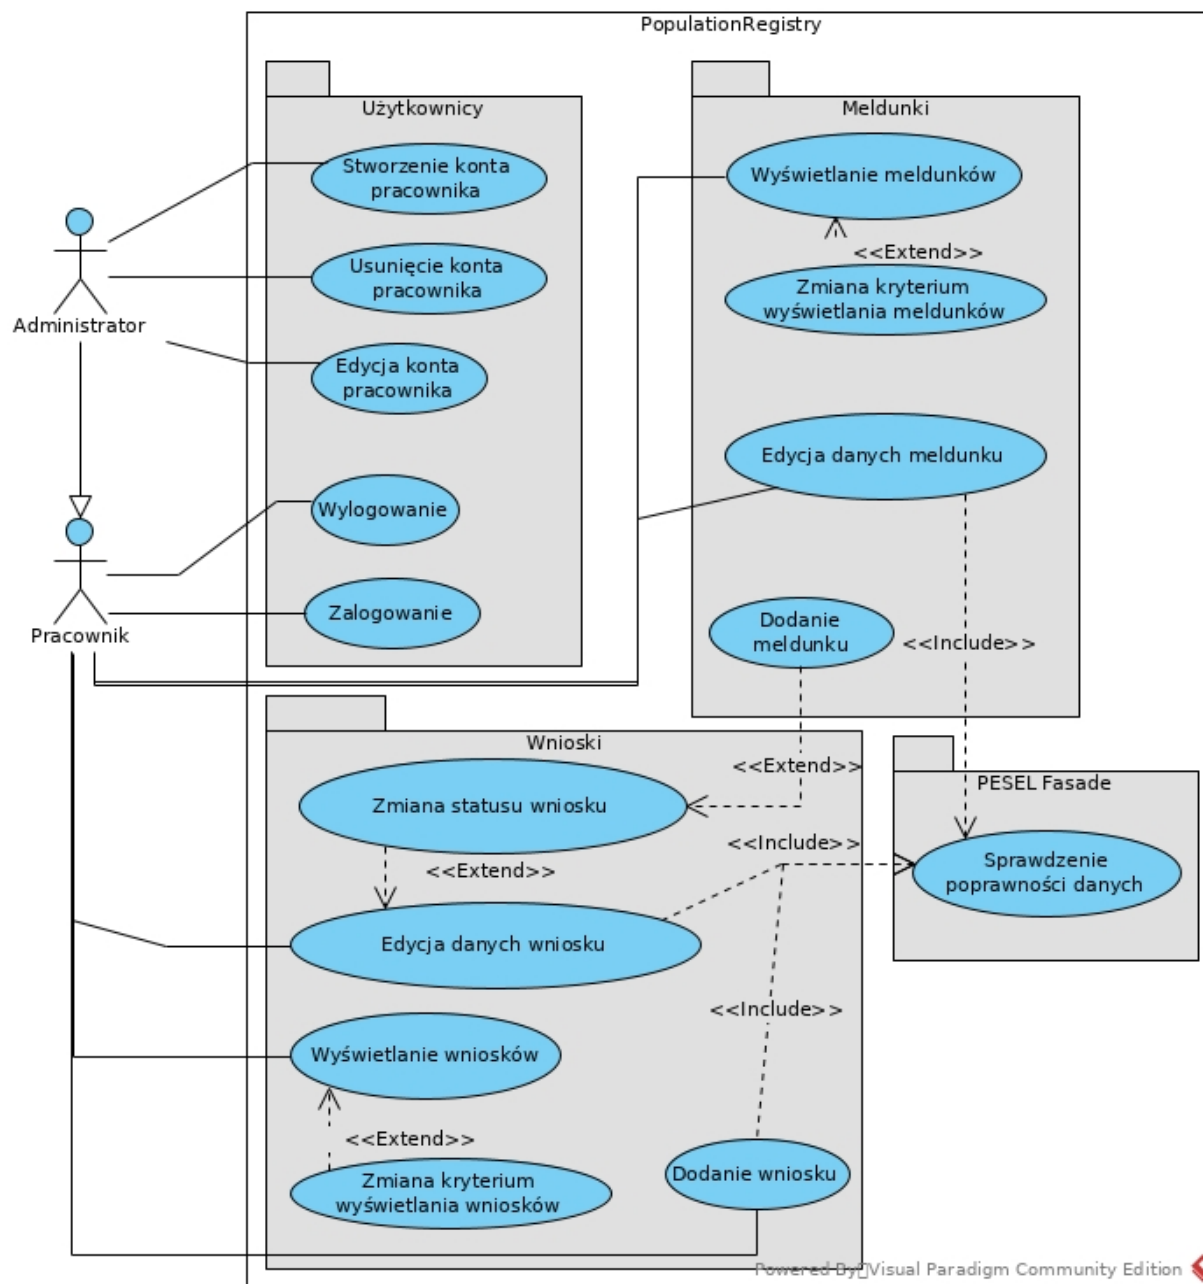 PopulationRegistry
Użytkownicy
Stworzenie konta
pracownika
Usunięcie konta
pracownika
Edycja konta
pracownika
Wylogowanie
Zalogowanie
Administrator
Pracownik
Meldunki
Wyświetlanie meldunków
<<Extend>>
Zmiana kryterium
wyświetlania meldunków
Edycja danych meldunku
Dodanie
meldunku
<<Include>>
Wnioski
<<Extend>>
Zmiana statusu wniosku
<<Extend>>
<<Include>>
Edycja danych wniosku
<<Include>>
Wyświetlanie wniosków
<<Extend>>
Zmiana kryterium
wyświetlania wniosków
Dodanie wniosku
PESEL Fasade
Sprawdzenie
poprawności danych
Powered By Visual Paradigm Community Edition